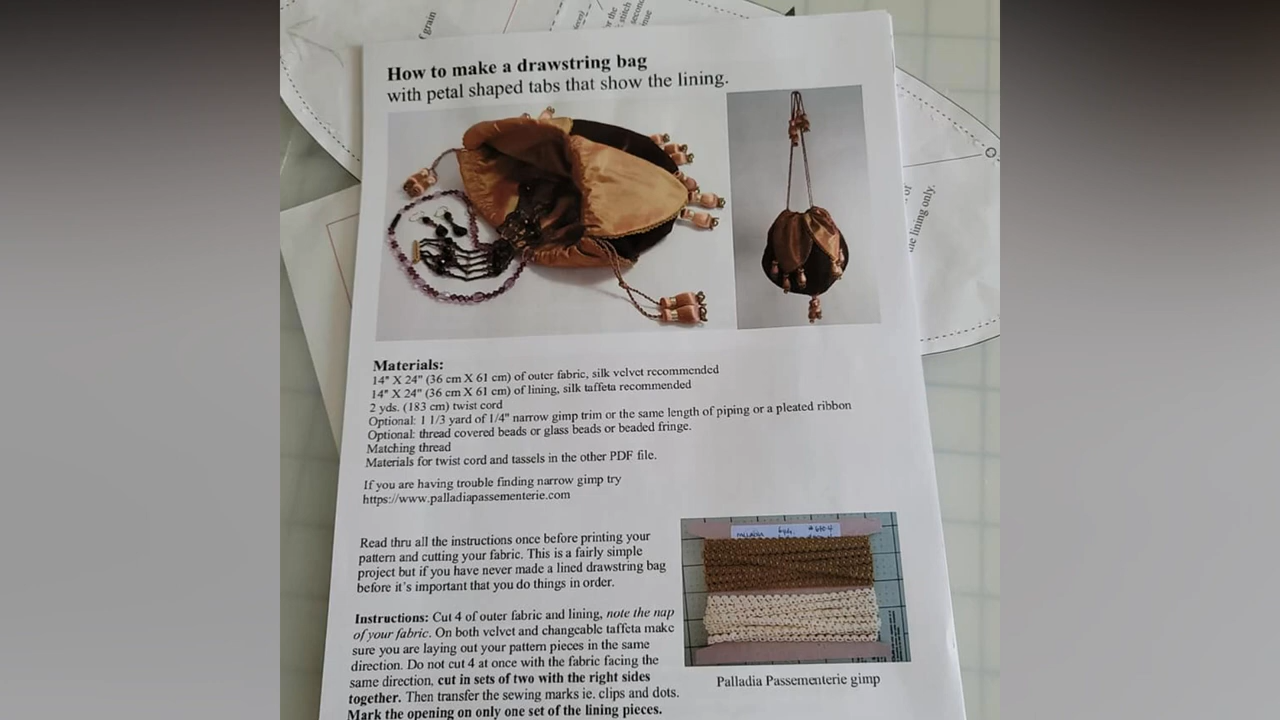 grain
or the
stitch
secon
inue
How to make a drawstring bag
with petal shaped tabs that show the lining.
of
lining only.
Materials:
14" X 24" (36 cm X 61 cm) of outer fabric, silk velvet recommended
14" X 24" (36 cm X 61 cm) of lining, silk taffeta recommended
2 yds. (183 cm) twist cord
Optional: 1 1/3 yard of 1/4" narrow gimp trim or the same length of piping or a pleated ribbon
Optional: thread covered beads or glass beads or beaded fringe.
Matching thread
Materials for twist cord and tassels in the other PDF file.
If you are having trouble finding narrow gimp try
https://www.palladiapassementerie.com
Read thru all the instructions once before printing your
pattern and cutting your fabric. This is a fairly simple
project but if you have never made a lined drawstring bag
before it's important that you do things in order.
Instructions: Cut 4 of outer fabric and lining, note the nap
of your fabric. On both velvet and changeable taffeta make
sure you are laying out your pattern pieces in the same
direction. Do not cut 4 at once with the fabric facing the
same direction, cut in sets of two with the right sides
together. Then transfer the sewing marks ie. clips and dots.
Mark the opening on only one set of the lining pieces.
Palladia Passementerie gimp